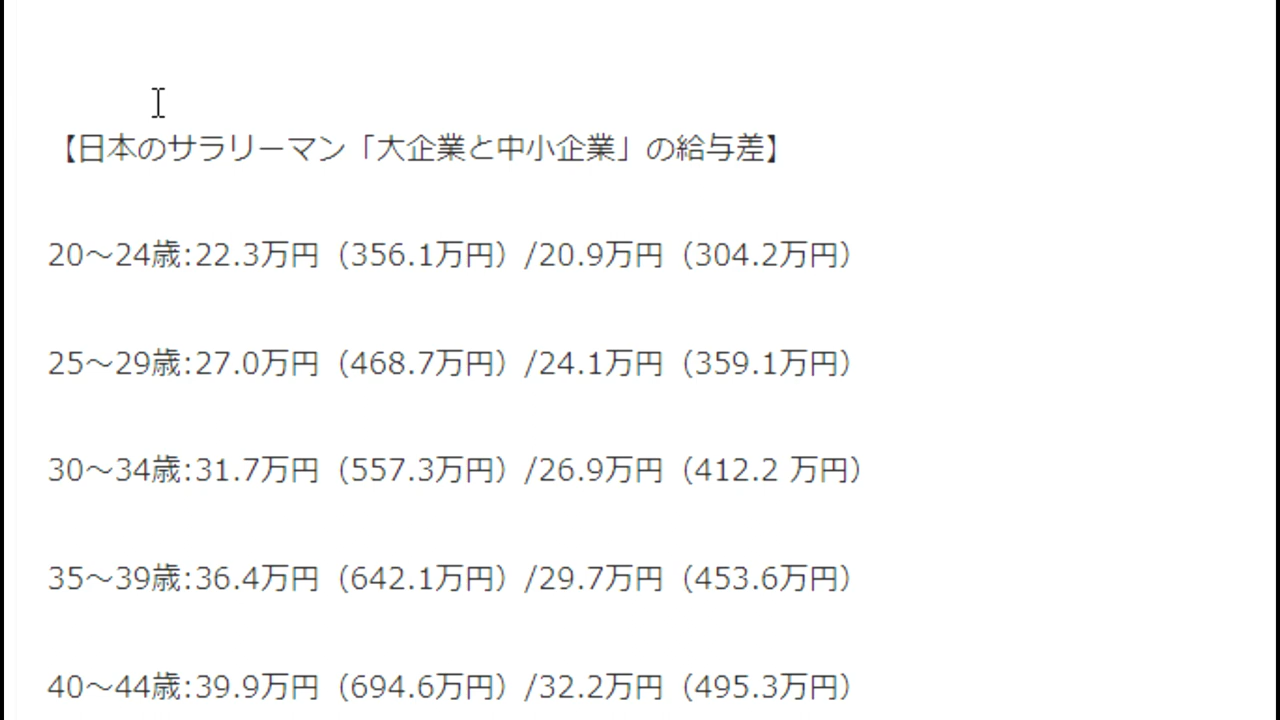 【日本のサラリーマン「大企業と中小企業」の給与差】
20～24歳:22.3万円（356.1万円）/20.9万円（304.2万円）
25～29歳:27.0万円（468.7万円）/24.1万円（359.1万円）
30～34歳:31.7万円（557.3万円）/26.9万円（412.2 万円）
35～39歳:36.4万円（642.1万円）/29.7万円（453.6万円）
40～44歳:39.9万円（694.6万円）/32.2万円（495.3万円）